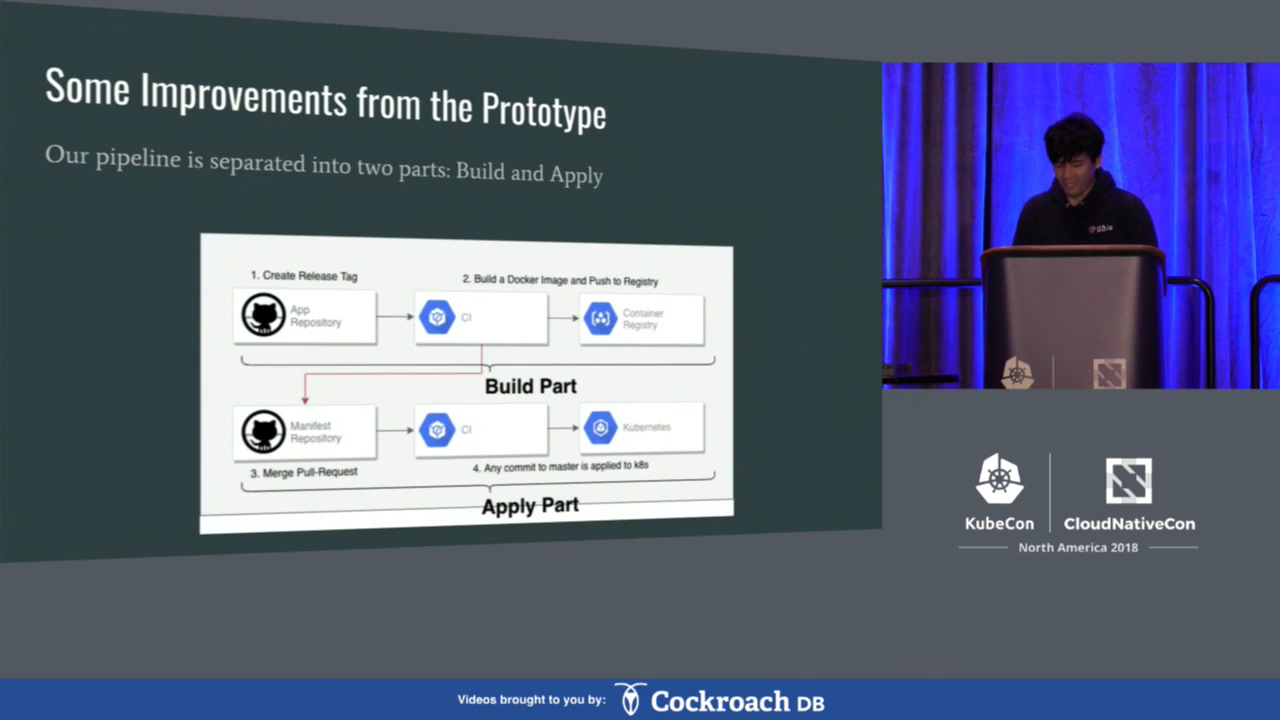 Some Improvements from the Prototype
Our pipeline is separated into two parts: Build and Apply
1. Create Release Tag
2. Build a Docker Image and Push to Registry
App
Repository
CI
Container
Registry
Build Part
Manifest
Repository
CI
Kubernetes
3. Merge Pull-Request
4. Any commit to master is applied to k8s
Apply Part
Ubie
KubeCon
CloudNativeCon
North America 2018
Videos brought to you by:
Cockroach DB